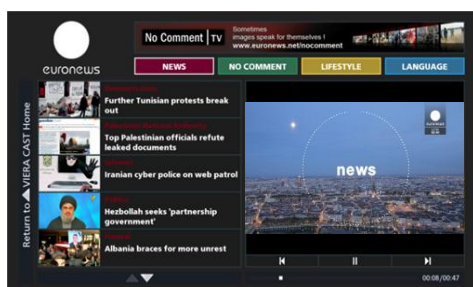 No Comment TV
Sometimes
images speak for themselves !
www.euronews.net/nocomment
euronews
NEWS
NO COMMENT
LIFESTYLE
LANGUAGE
Return to VIERA CAST Home
Further Tunisian protests break
out
Top Palestinian officials refute
leaked documents
Iranian cyber police on web patrol
Hezbollah seeks 'partnership
government'
Albania braces for more unrest
news
00:08/00:47